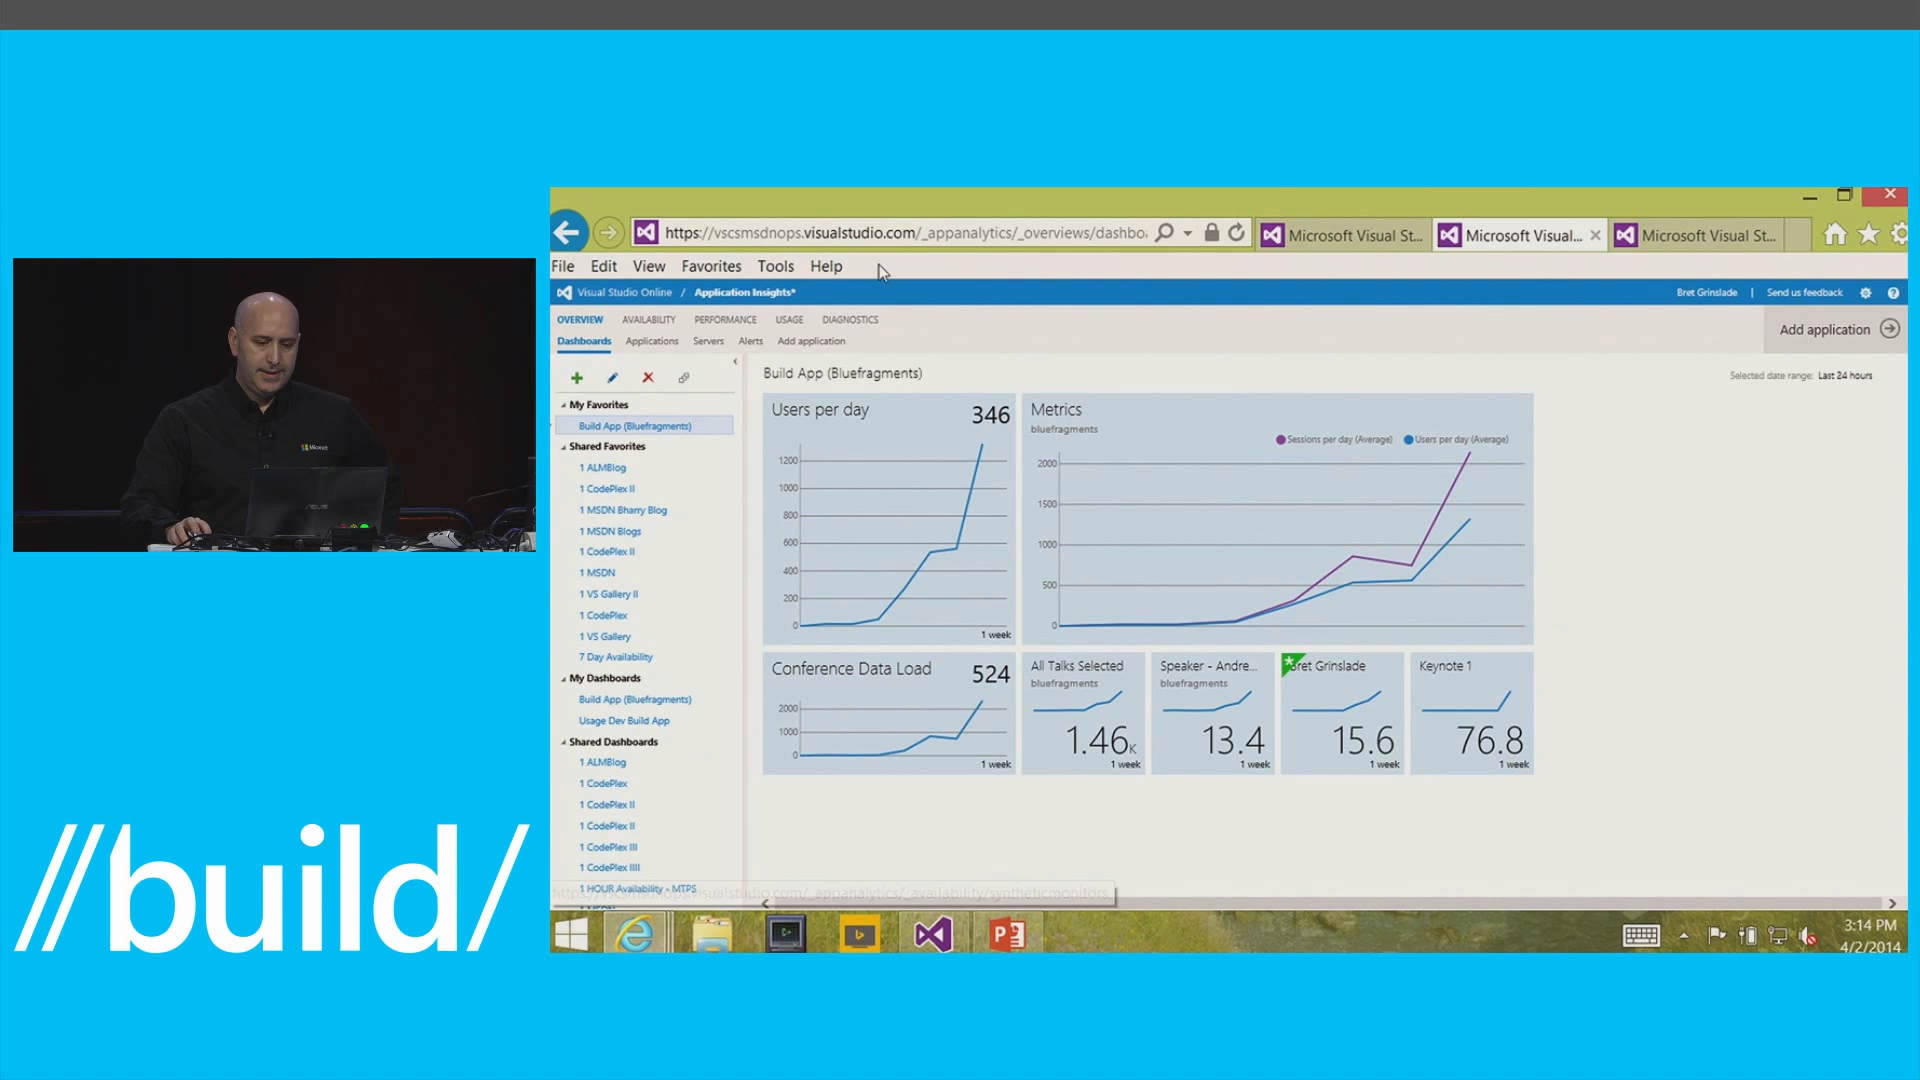 //build/
https://vscsmsdnops.visualstudio.com/_appanalytics/_overviews/dashbo
Microsoft Visual St...
Microsoft Visual...
Microsoft Visual St...
File Edit View Favorites Tools Help
Visual Studio Online / Application Insights*
Bret Grinslade | Send us feedback
OVERVIEW AVAILABILITY PERFORMANCE USAGE DIAGNOSTICS
Dashboards Applications Servers Alerts Add application
Add application
My Favorites
Build App (Bluefragments)
Shared Favorites
1 ALMBlog
1 CodePlex II
1 MSDN Bharry Blog
1 MSDN Blogs
1 CodePlex II
1 MSDN
1 VS Gallery II
1 CodePlex
1 VS Gallery
7 Day Availability
My Dashboards
Build App (Bluefragments)
Usage Dev Build App
Shared Dashboards
1 ALMBlog
1 CodePlex
1 CodePlex II
1 CodePlex II
1 CodePlex III
1 CodePlex IIII
1 HOUR Availability - MTPS
Build App (Bluefragments)
Selected date range: Last 24 hours
Users per day 346
1200
1000
800
600
400
200
0
1 week
Metrics
bluefragments
Sessions per day (Average) Users per day (Average)
2000
1500
1000
500
0
Conference Data Load 524
2000
1000
0
1 week
All Talks Selected
bluefragments
1.46K
1 week
Speaker - Andre...
bluefragments
13.4
1 week
Bret Grinslade
15.6
1 week
Keynote 1
76.8
1 week
https://vscsmsdnops.visualstudio.com/_appanalytics/_availability/syntheticmonitors
3:14 PM
4/2/2014